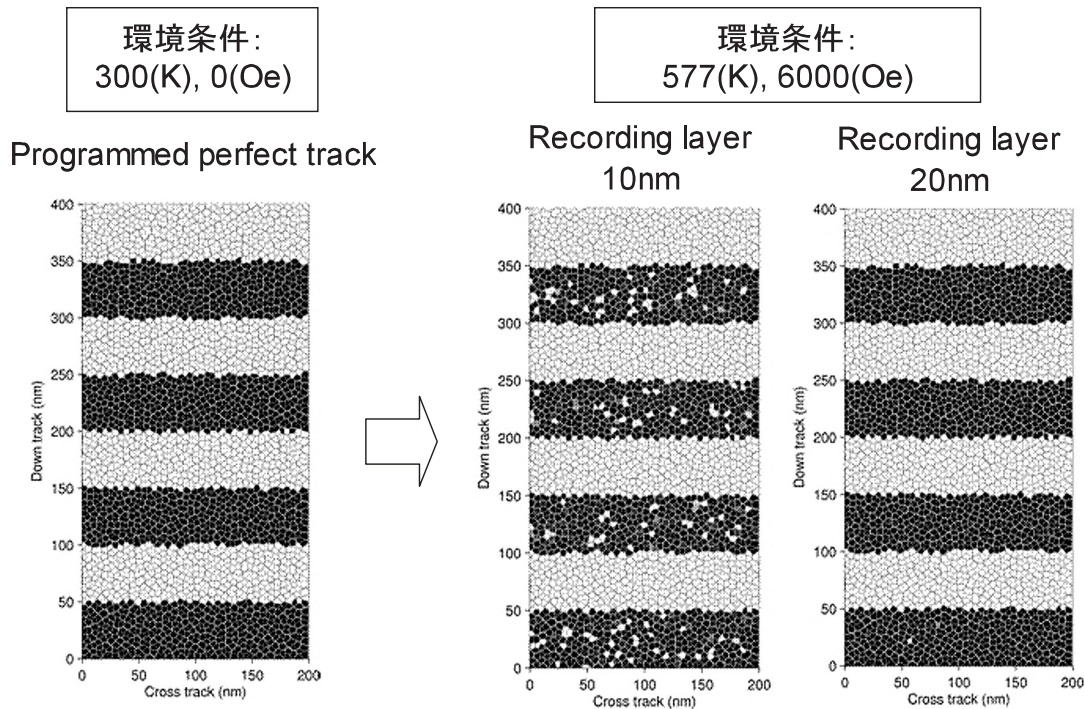 環境条件:
300(K), 0(Oe)
環境条件:
577(K), 6000(Oe)
Programmed perfect track
Recording layer
10nm
Recording layer
20nm
400
350
300
250
200
150
100
50
0
Down track (nm)
0
50
100
150
200
Cross track (nm)
400
350
300
250
200
150
100
50
0
Down track (nm)
0
50
100
150
200
Cross track (nm)
400
350
300
250
200
150
100
50
0
Down track (nm)
0
50
100
150
200
Cross track (nm)